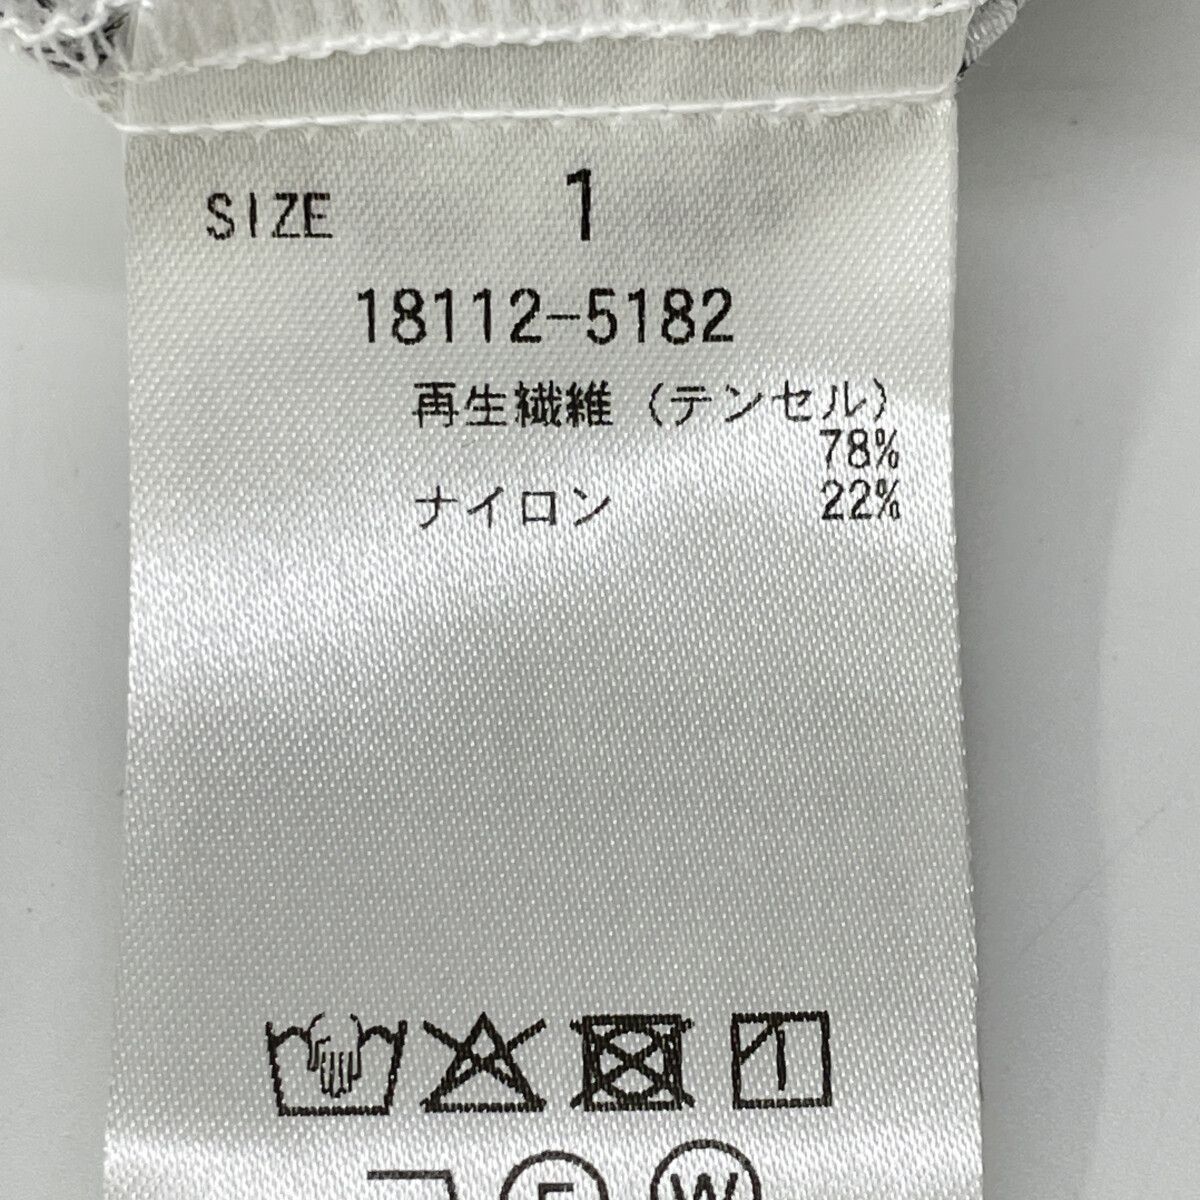 SIZE 1
18112-5182
再生繊維（テンセル）
78%
ナイロン 22%
F W